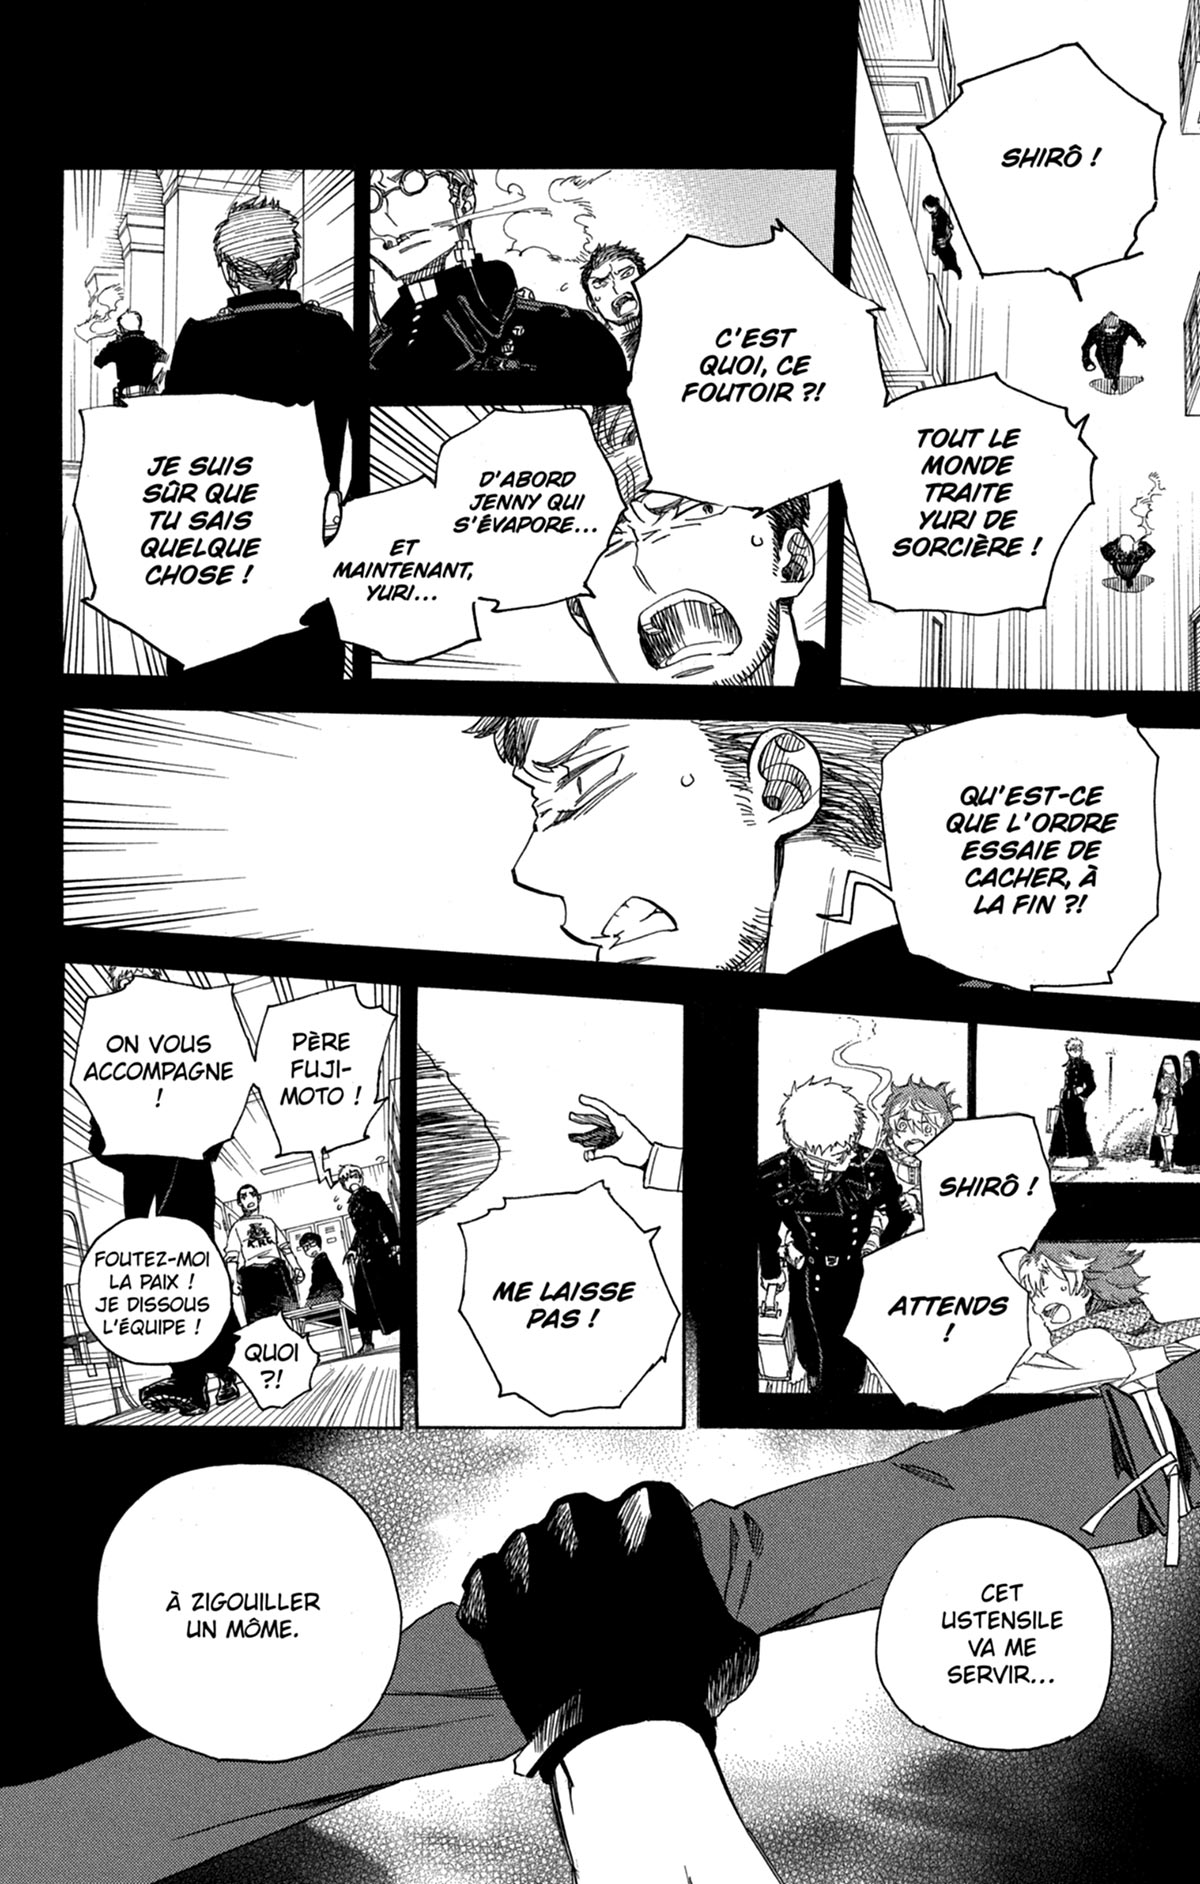 SHIRÔ !
TOUT LE
MONDE
TRAITE
YURI DE
SORCIÈRE !
C'EST
QUOI, CE
FOUTOIR ?!
D'ABORD
JENNY QUI
S'ÉVAPORE...
ET
MAINTENANT,
YURI...
JE SUIS
SÛR QUE
TU SAIS
QUELQUE
CHOSE !
QU'EST-CE
QUE L'ORDRE
ESSAIE DE
CACHER, À
LA FIN ?!
SHIRÔ !
ATTENDS
!
ME LAISSE
PAS !
PÈRE
FUJI-
MOTO !
ON VOUS
ACCOMPAGNE
!
FOUTEZ-MOI
LA PAIX !
JE DISSOUS
L'ÉQUIPE !
QUOI
?!
CET
USTENSILE
VA ME
SERVIR...
À ZIGOUILLER
UN MÔME.